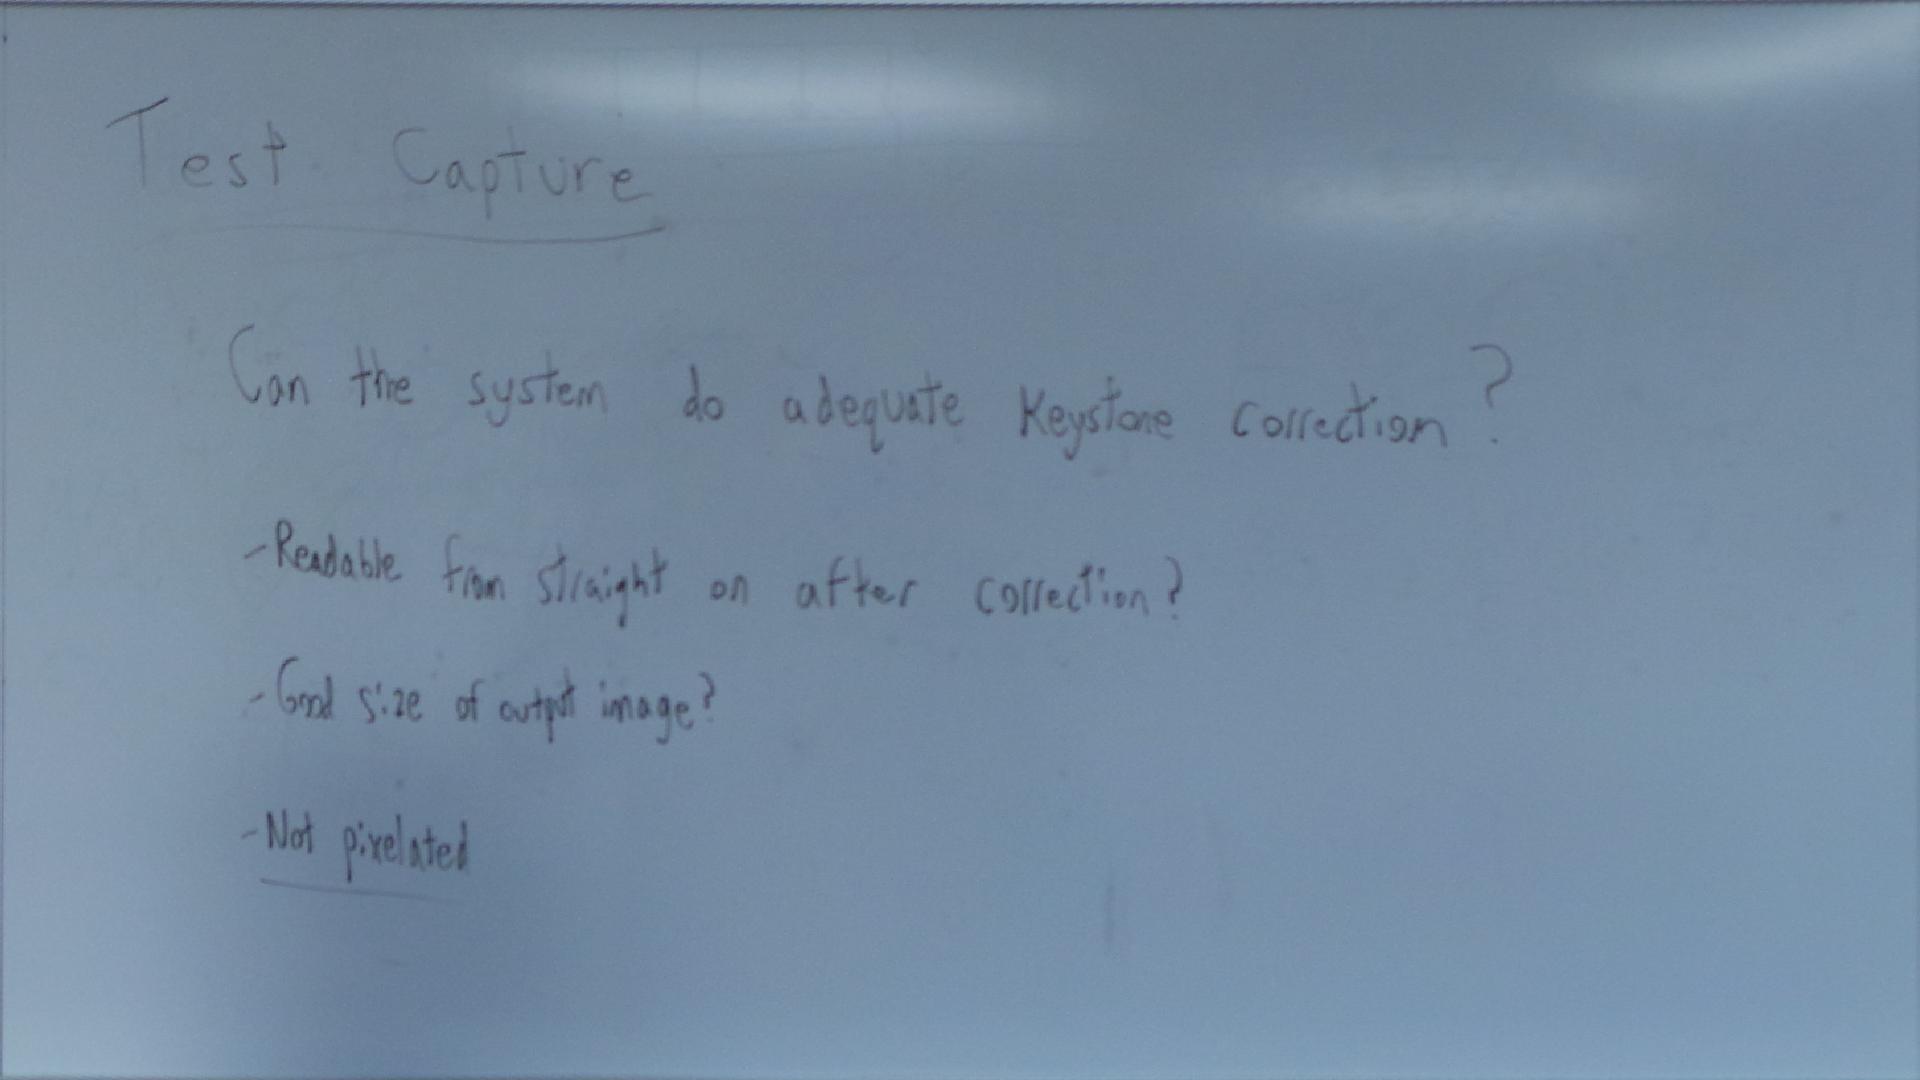 Test Capture
Can the system do adequate Keystone correction?
-Readable from straight on after correction?
-Good size of output image?
-Not pixelated